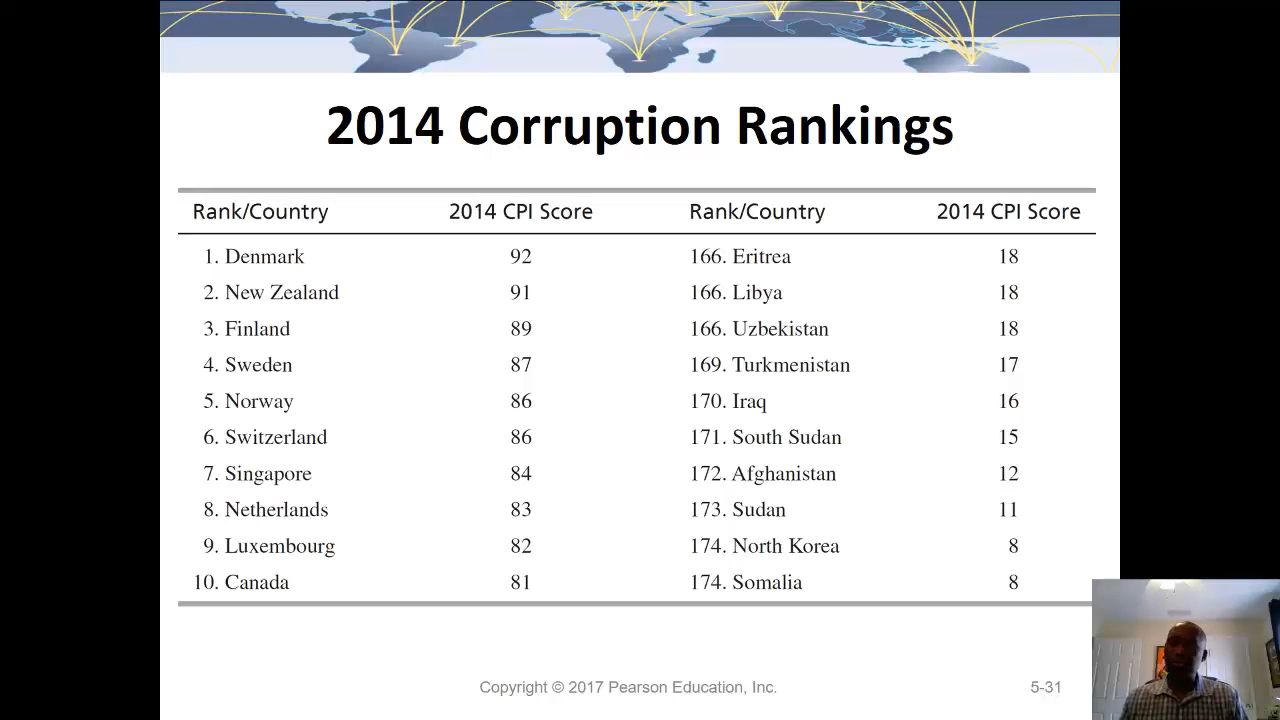 2014 Corruption Rankings
Rank/Country 2014 CPI Score Rank/Country 2014 CPI Score
1. Denmark 92 166. Eritrea 18
2. New Zealand 91 166. Libya 18
3. Finland 89 166. Uzbekistan 18
4. Sweden 87 169. Turkmenistan 17
5. Norway 86 170. Iraq 16
6. Switzerland 86 171. South Sudan 15
7. Singapore 84 172. Afghanistan 12
8. Netherlands 83 173. Sudan 11
9. Luxembourg 82 174. North Korea 8
10. Canada 81 174. Somalia 8
Copyright © 2017 Pearson Education, Inc. 5-31